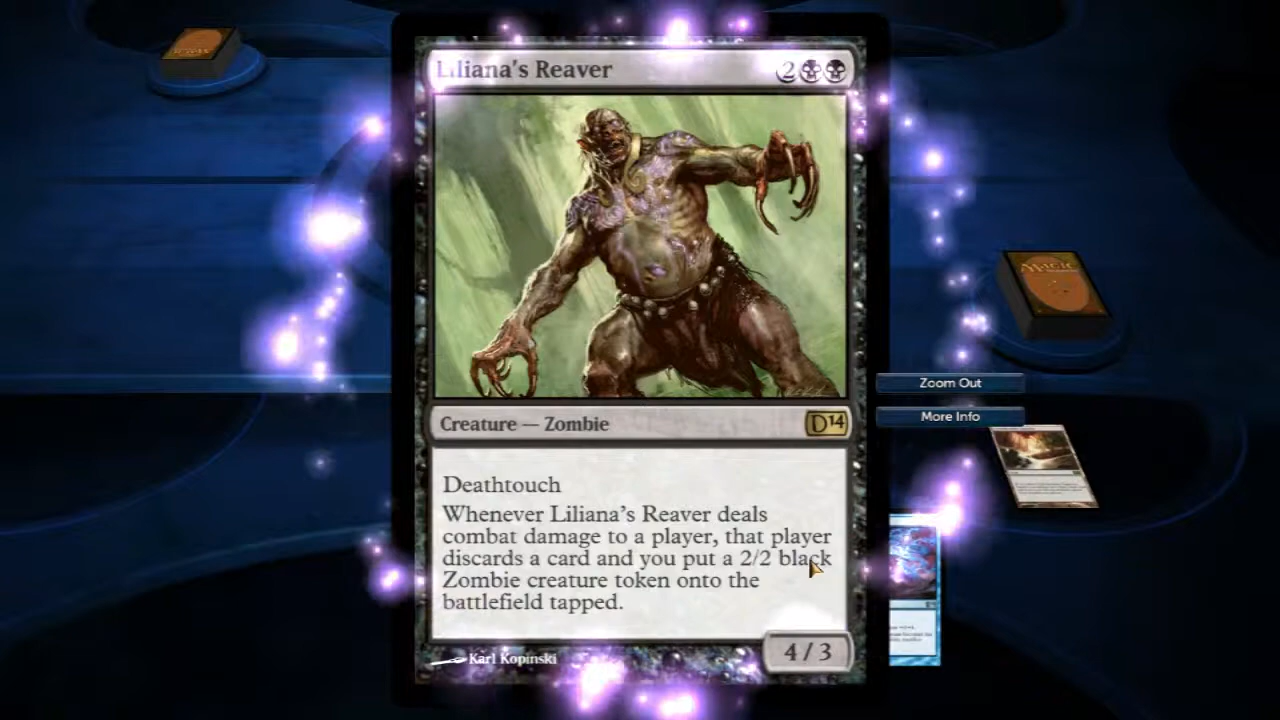 Liliana's Reaver 2
Creature — Zombie D14
Deathtouch
Whenever Liliana's Reaver deals
combat damage to a player, that player
discards a card and you put a 2/2 black
Zombie creature token onto the
battlefield tapped.
Karl Kopinski
4/3
MAGIC
Zoom Out
More Info